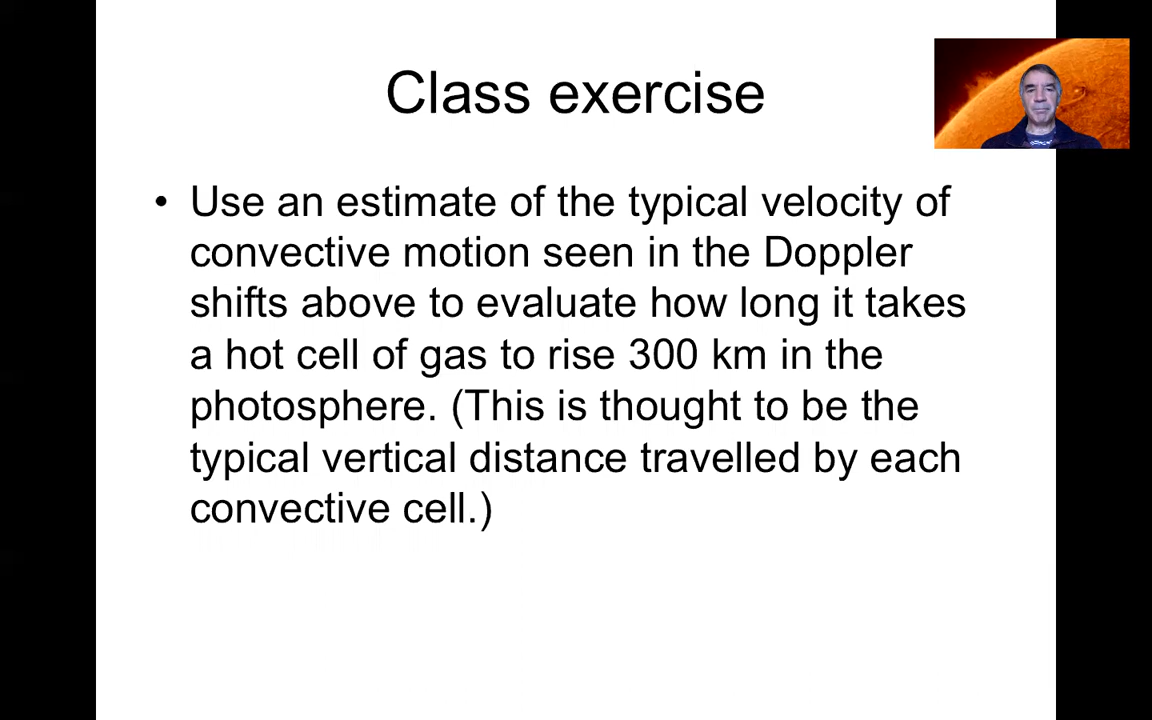 Class exercise
• Use an estimate of the typical velocity of
convective motion seen in the Doppler
shifts above to evaluate how long it takes
a hot cell of gas to rise 300 km in the
photosphere. (This is thought to be the
typical vertical distance travelled by each
convective cell.)